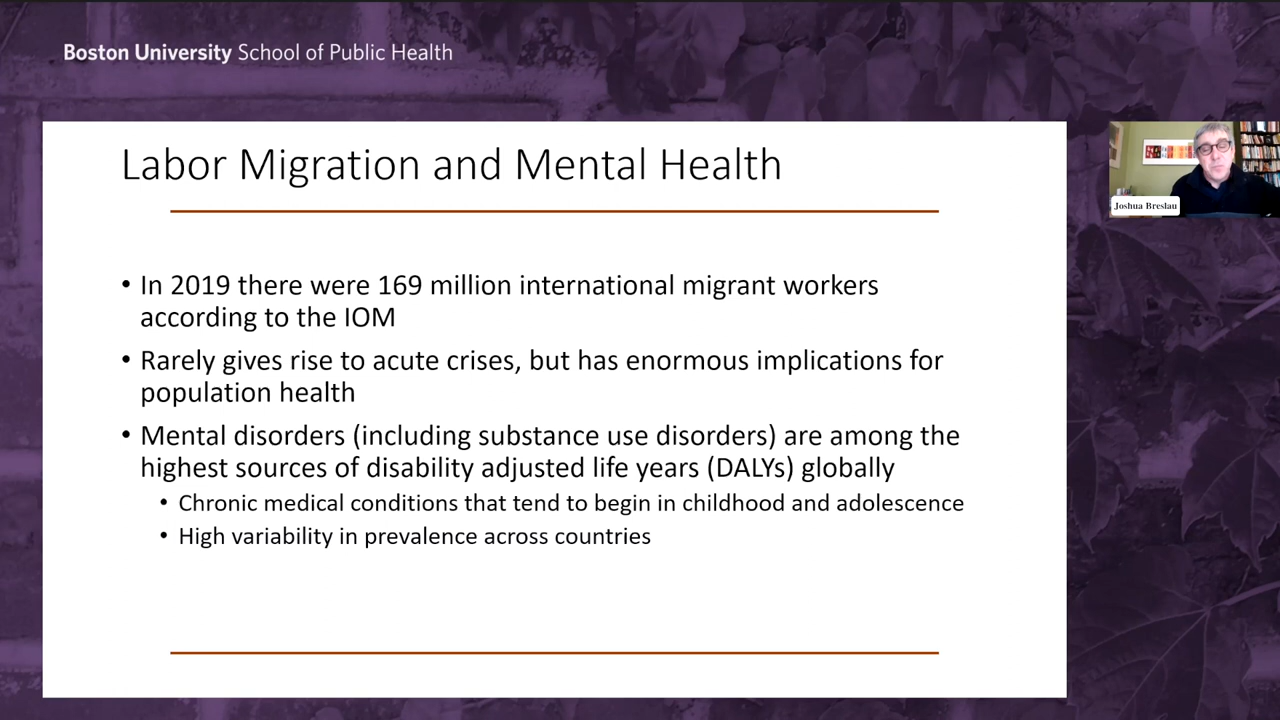 Boston University School of Public Health
Labor Migration and Mental Health
• In 2019 there were 169 million international migrant workers
according to the IOM
• Rarely gives rise to acute crises, but has enormous implications for
population health
• Mental disorders (including substance use disorders) are among the
highest sources of disability adjusted life years (DALYs) globally
• Chronic medical conditions that tend to begin in childhood and adolescence
• High variability in prevalence across countries
Joshua Breslau